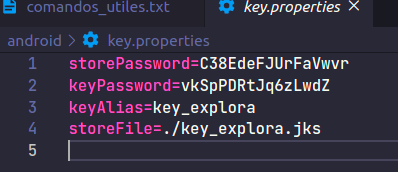 comandos_utiles.txt
key.properties
android > key.properties
1 storePassword=C38EdeFJUrFaVwvr
2 keyPassword=vkSpPDRtJq6zLwdZ
3 keyAlias=key_explora
4 storeFile=./key_explora.jks
5